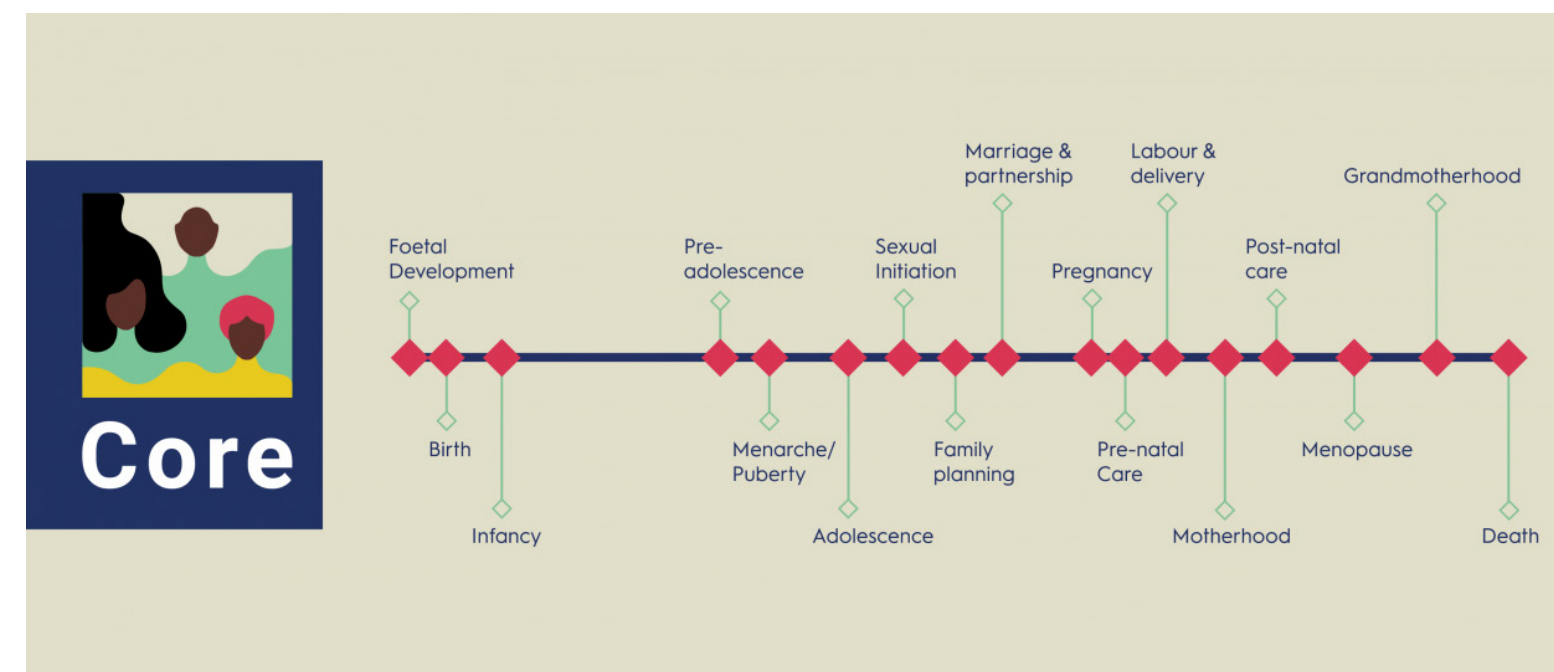 Core
Foetal
Development
Birth
Infancy
Pre-
adolescence
Menarche/
Puberty
Adolescence
Sexual
Initiation
Family
planning
Marriage &
partnership
Pregnancy
Pre-natal
Care
Labour &
delivery
Motherhood
Post-natal
care
Menopause
Grandmotherhood
Death